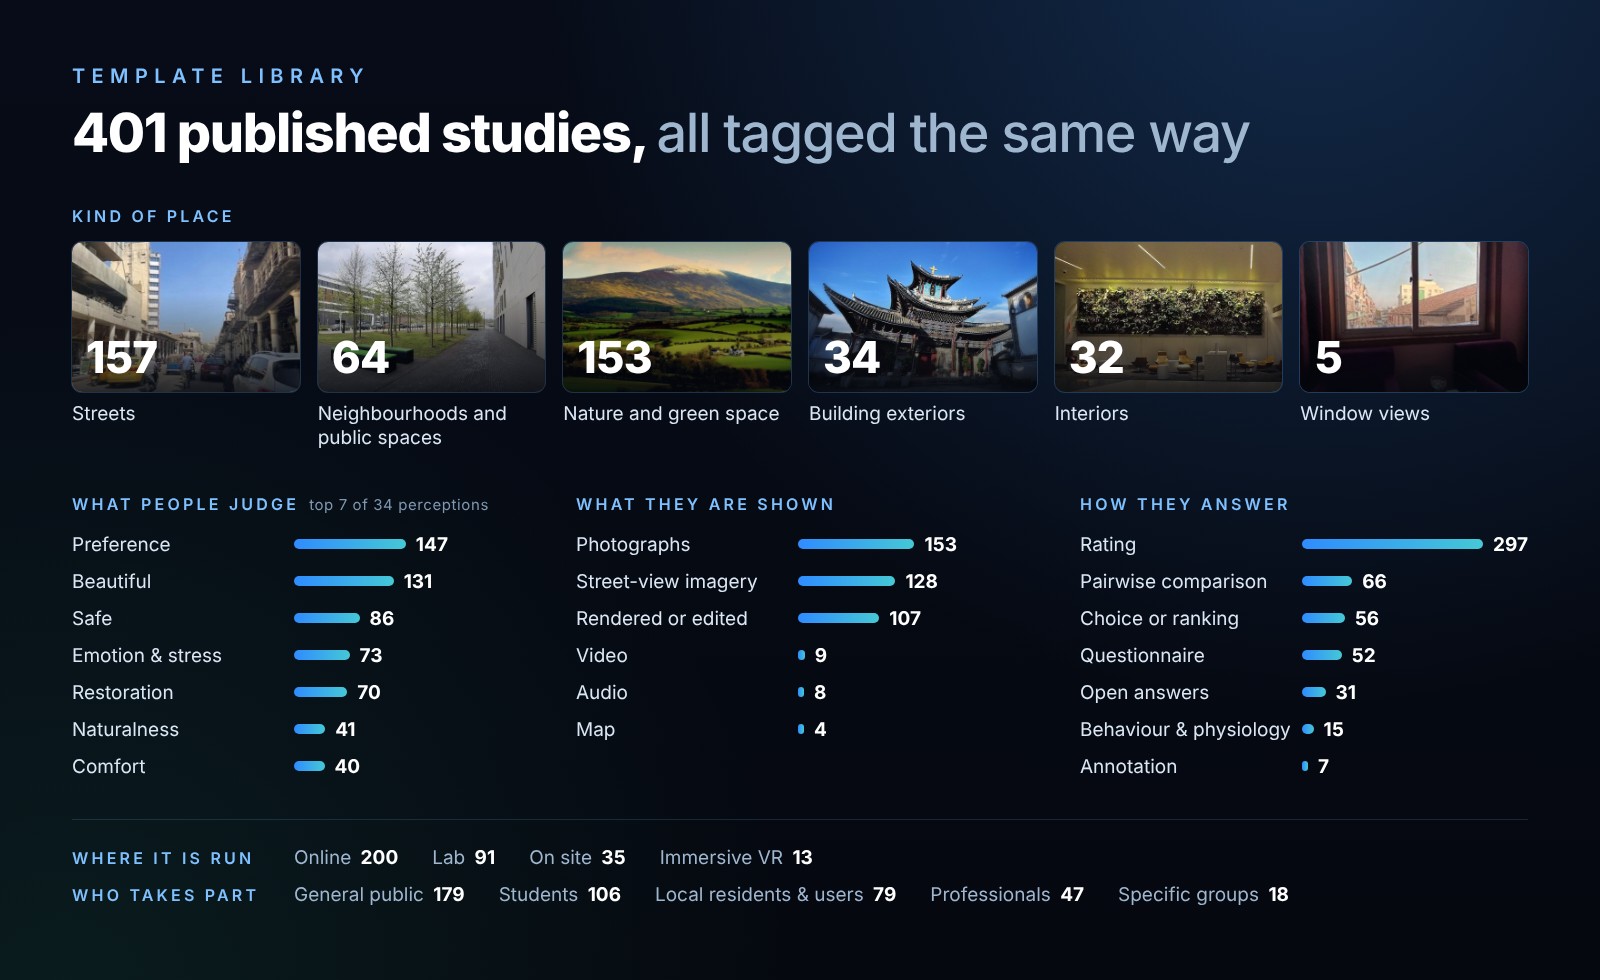 TEMPLATE LIBRARY
401 published studies, all tagged the same way
KIND OF PLACE
157
64
153
34
32
5
Streets
Neighbourhoods and
public spaces
Nature and green space
Building exteriors
Interiors
Window views
WHAT PEOPLE JUDGE top 7 of 34 perceptions
Preference 147
Beautiful 131
Safe 86
Emotion & stress 73
Restoration 70
Naturalness 41
Comfort 40
WHAT THEY ARE SHOWN
Photographs 153
Street-view imagery 128
Rendered or edited 107
Video 9
Audio 8
Map 4
HOW THEY ANSWER
Rating 297
Pairwise comparison 66
Choice or ranking 56
Questionnaire 52
Open answers 31
Behaviour & physiology 15
Annotation 7
WHERE IT IS RUN Online 200 Lab 91 On site 35 Immersive VR 13
WHO TAKES PART General public 179 Students 106 Local residents & users 79 Professionals 47 Specific groups 18